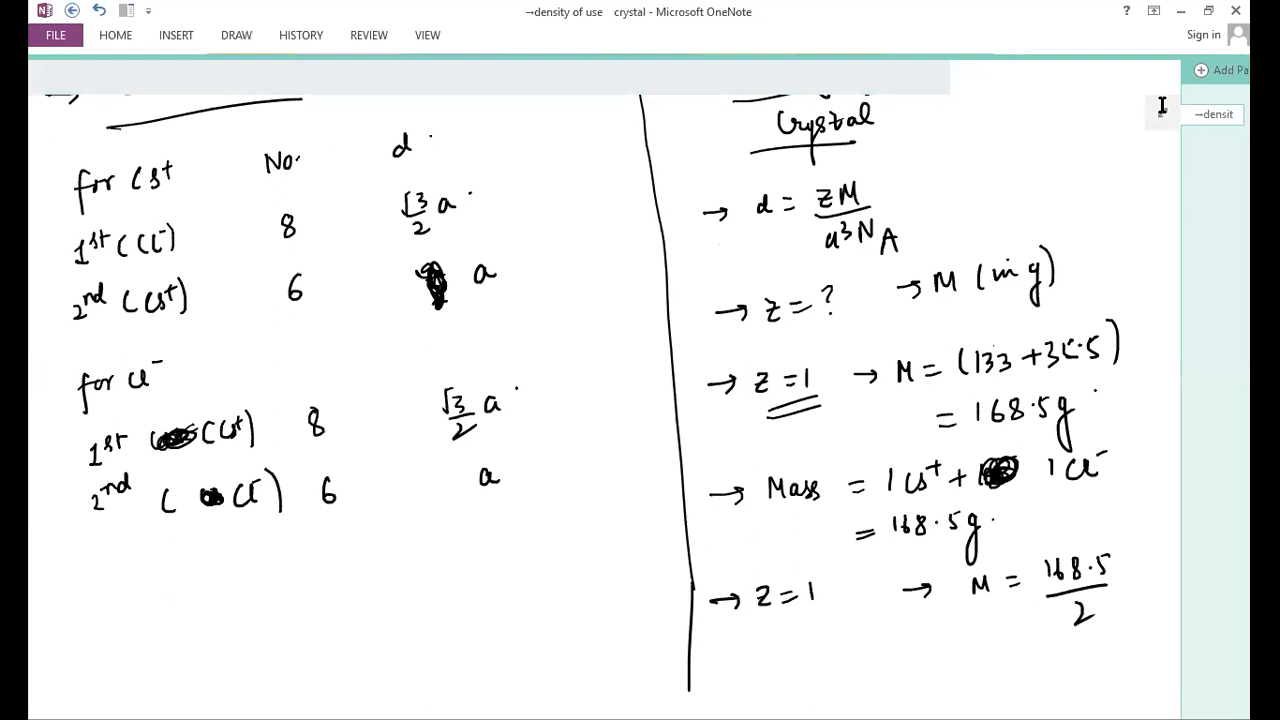 →density of use crystal - Microsoft OneNote
?
Sign in
FILE HOME INSERT DRAW HISTORY REVIEW VIEW
Add Pa
→densit
for Cs⁺ No. d
1st (Cl⁻) 8 √3/2 a
2nd (Cs⁺) 6 a
for Cl⁻
1st (Cs⁺) 8 √3/2 a
2nd (Cl⁻) 6 a
Crystal
→ d = ZM / a³ N_A
→ Z = ? → M (in g)
→ Z = 1 → M = (133 + 35.5)
= 168.5g
→ Mass = 1 Cs⁺ + 1 Cl⁻
= 168.5g.
→ Z = 1 → M = 168.5 / 2